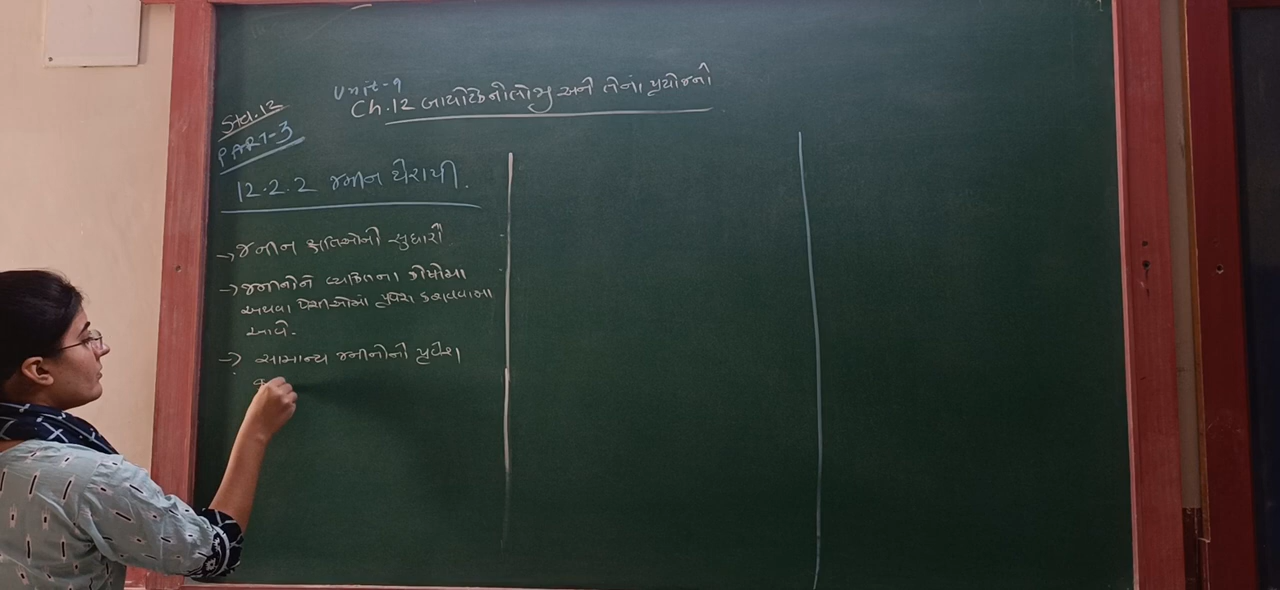 Unit-9
Ch.12 બાયોટેકનોલોજી અને તેનાં પ્રયોજનો
Std.12
PART-3
12.2.2 જનીન થેરાપી.
→ જનીન ક્ષતિઓની સુધારો
→ જનીનોને વ્યક્તિના કોષોમા
અથવા પેશીઓમાં પ્રવેશ કરાવવામા
આવે.
→ સામાન્ય જનીનોનો પ્રવેશ